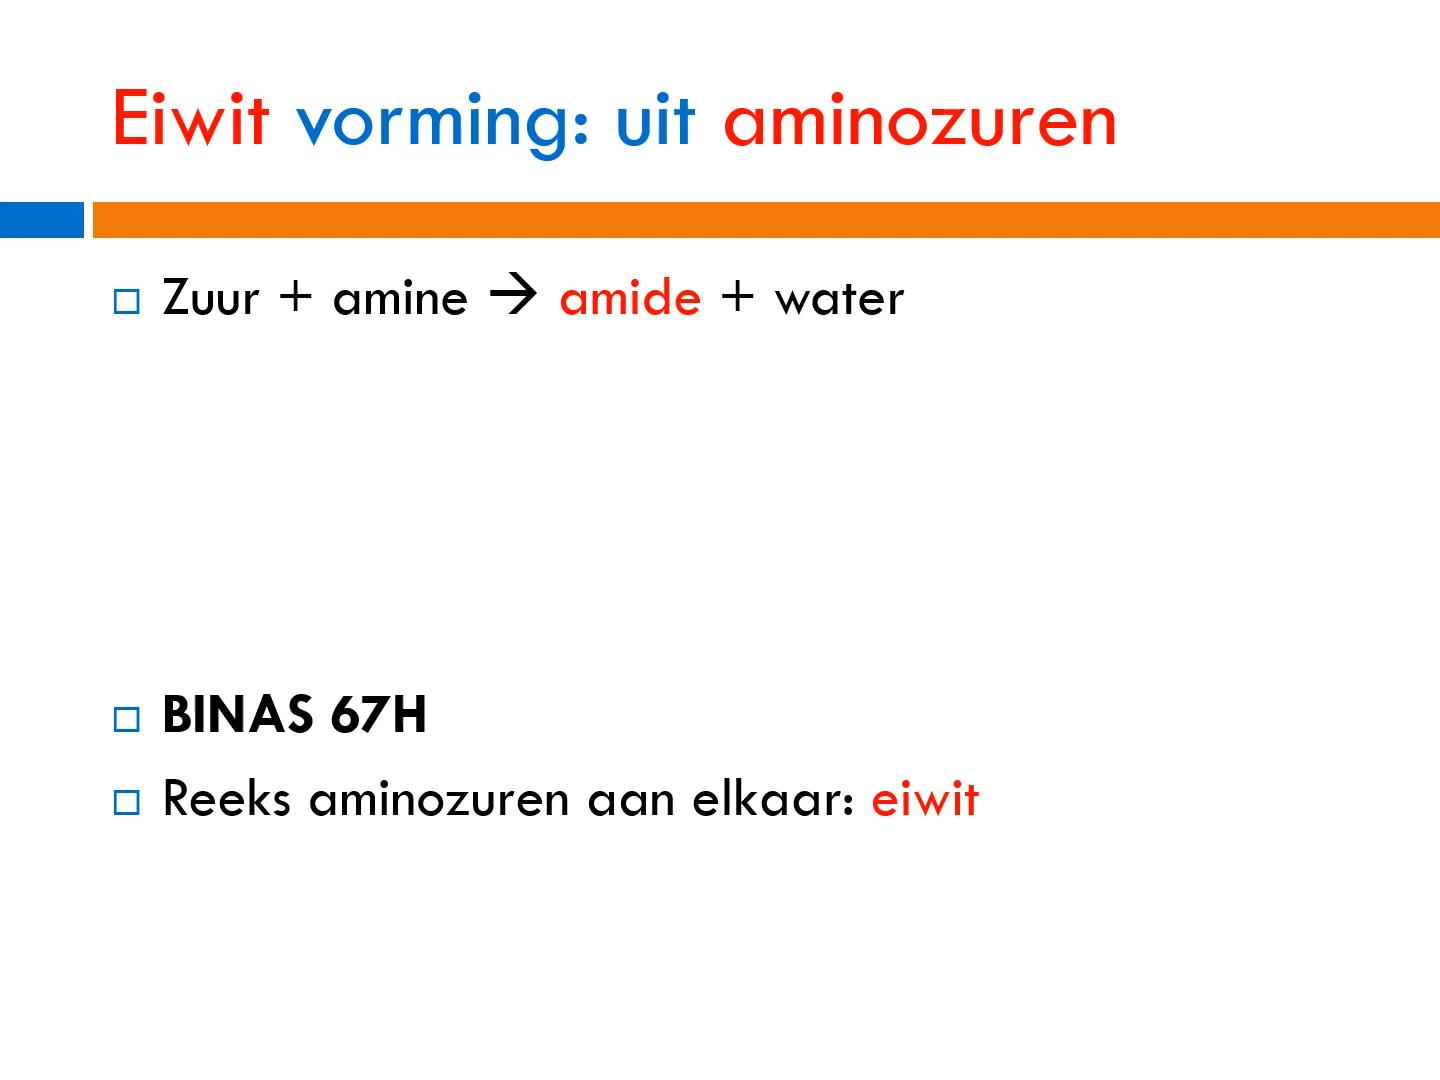 Eiwit vorming: uit aminozuren
Zuur + amine → amide + water
BINAS 67H
Reeks aminozuren aan elkaar: eiwit